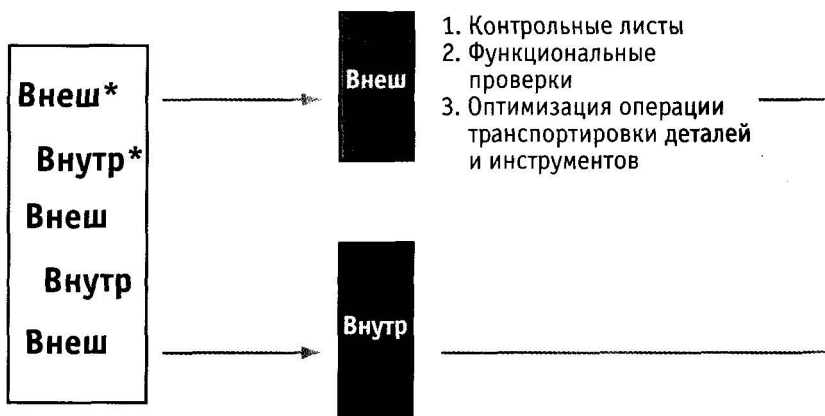 Внеш*
Внутр*
Внеш
Внутр
Внеш
Внеш
1. Контрольные листы
2. Функциональные
проверки
3. Оптимизация операции
транспортировки деталей
и инструментов
Внутр